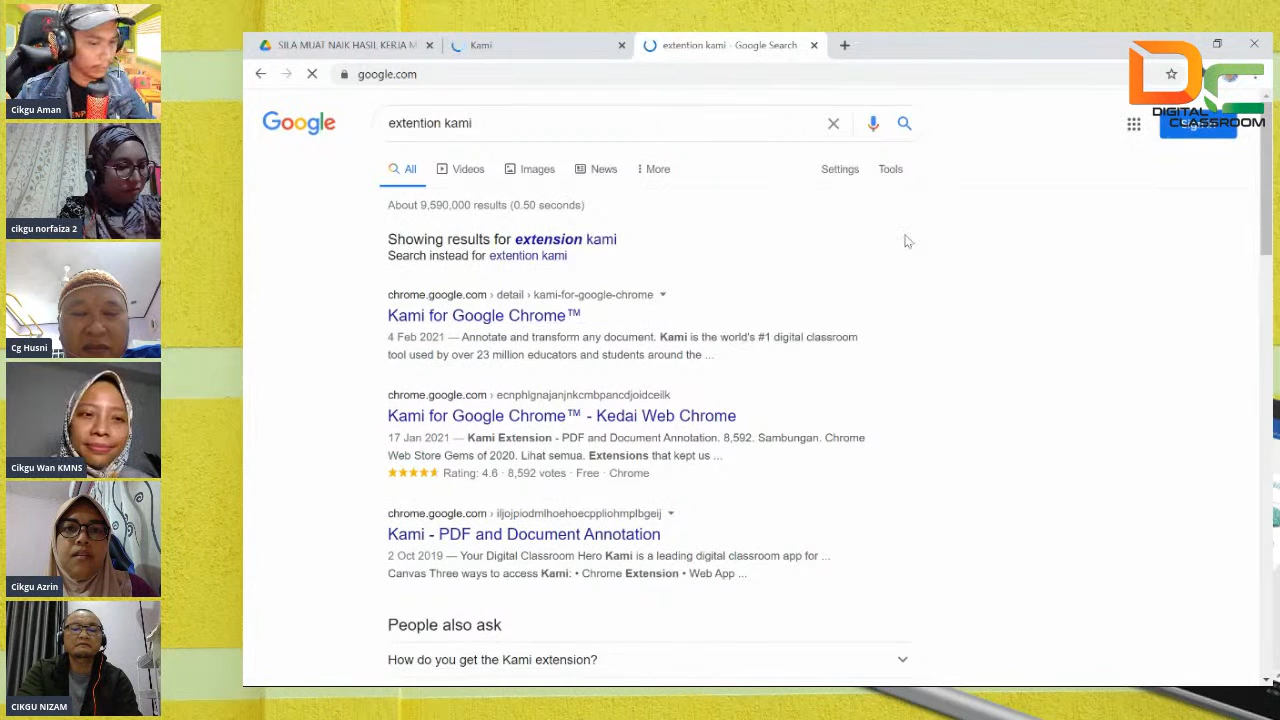 SILA MUAT NAIK HASIL KERJA M
Kami
extention kami - Google Search
google.com
DC
DIGITAL
CLASSROOM
Google
extention kami
All
Videos
Images
News
More
Settings
Tools
About 9,590,000 results (0.50 seconds)
Showing results for extension kami
Search instead for extention kami
chrome.google.com › detail › kami-for-google-chrome
Kami for Google Chrome™
4 Feb 2021 — Annotate and transform any document. Kami is the world's #1 digital classroom
tool used by over 23 million educators and students around the ...
chrome.google.com › ecnphlgnajanjnkcmbpancdjoidceilk
Kami for Google Chrome™ - Kedai Web Chrome
17 Jan 2021 — Kami Extension - PDF and Document Annotation. 8,592. Sambungan. Chrome
Web Store Gems of 2020. Lihat semua. Extensions that kept us ...
Rating: 4.6 · 8,592 votes · Free · Chrome
chrome.google.com › iljojpiodmlhoehoecppliohmplbgeij
Kami - PDF and Document Annotation
2 Oct 2019 — Your Digital Classroom Hero Kami is a leading digital classroom app for ...
Canvas Three ways to access Kami: • Chrome Extension • Web App ...
People also ask
How do you get the Kami extension?
Cikgu Aman
cikgu norfaiza 2
Cg Husni
Cikgu Wan KMNS
Cikgu Azrin
CIKGU NIZAM